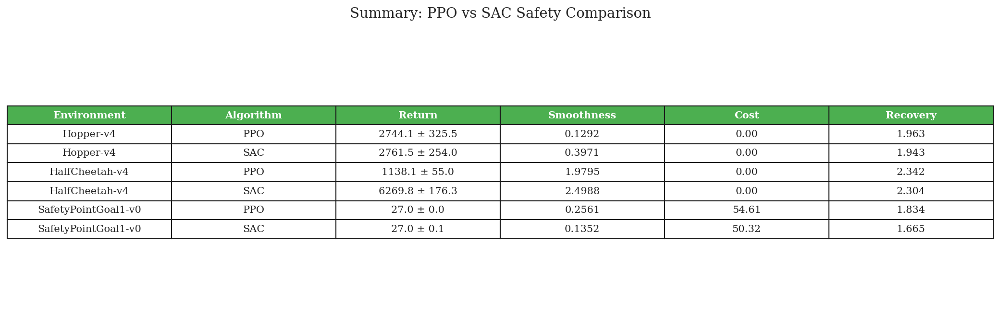 Summary: PPO vs SAC Safety Comparison
Environment Algorithm Return Smoothness Cost Recovery
Hopper-v4 PPO 2744.1 ± 325.5 0.1292 0.00 1.963
Hopper-v4 SAC 2761.5 ± 254.0 0.3971 0.00 1.943
HalfCheetah-v4 PPO 1138.1 ± 55.0 1.9795 0.00 2.342
HalfCheetah-v4 SAC 6269.8 ± 176.3 2.4988 0.00 2.304
SafetyPointGoal1-v0 PPO 27.0 ± 0.0 0.2561 54.61 1.834
SafetyPointGoal1-v0 SAC 27.0 ± 0.1 0.1352 50.32 1.665